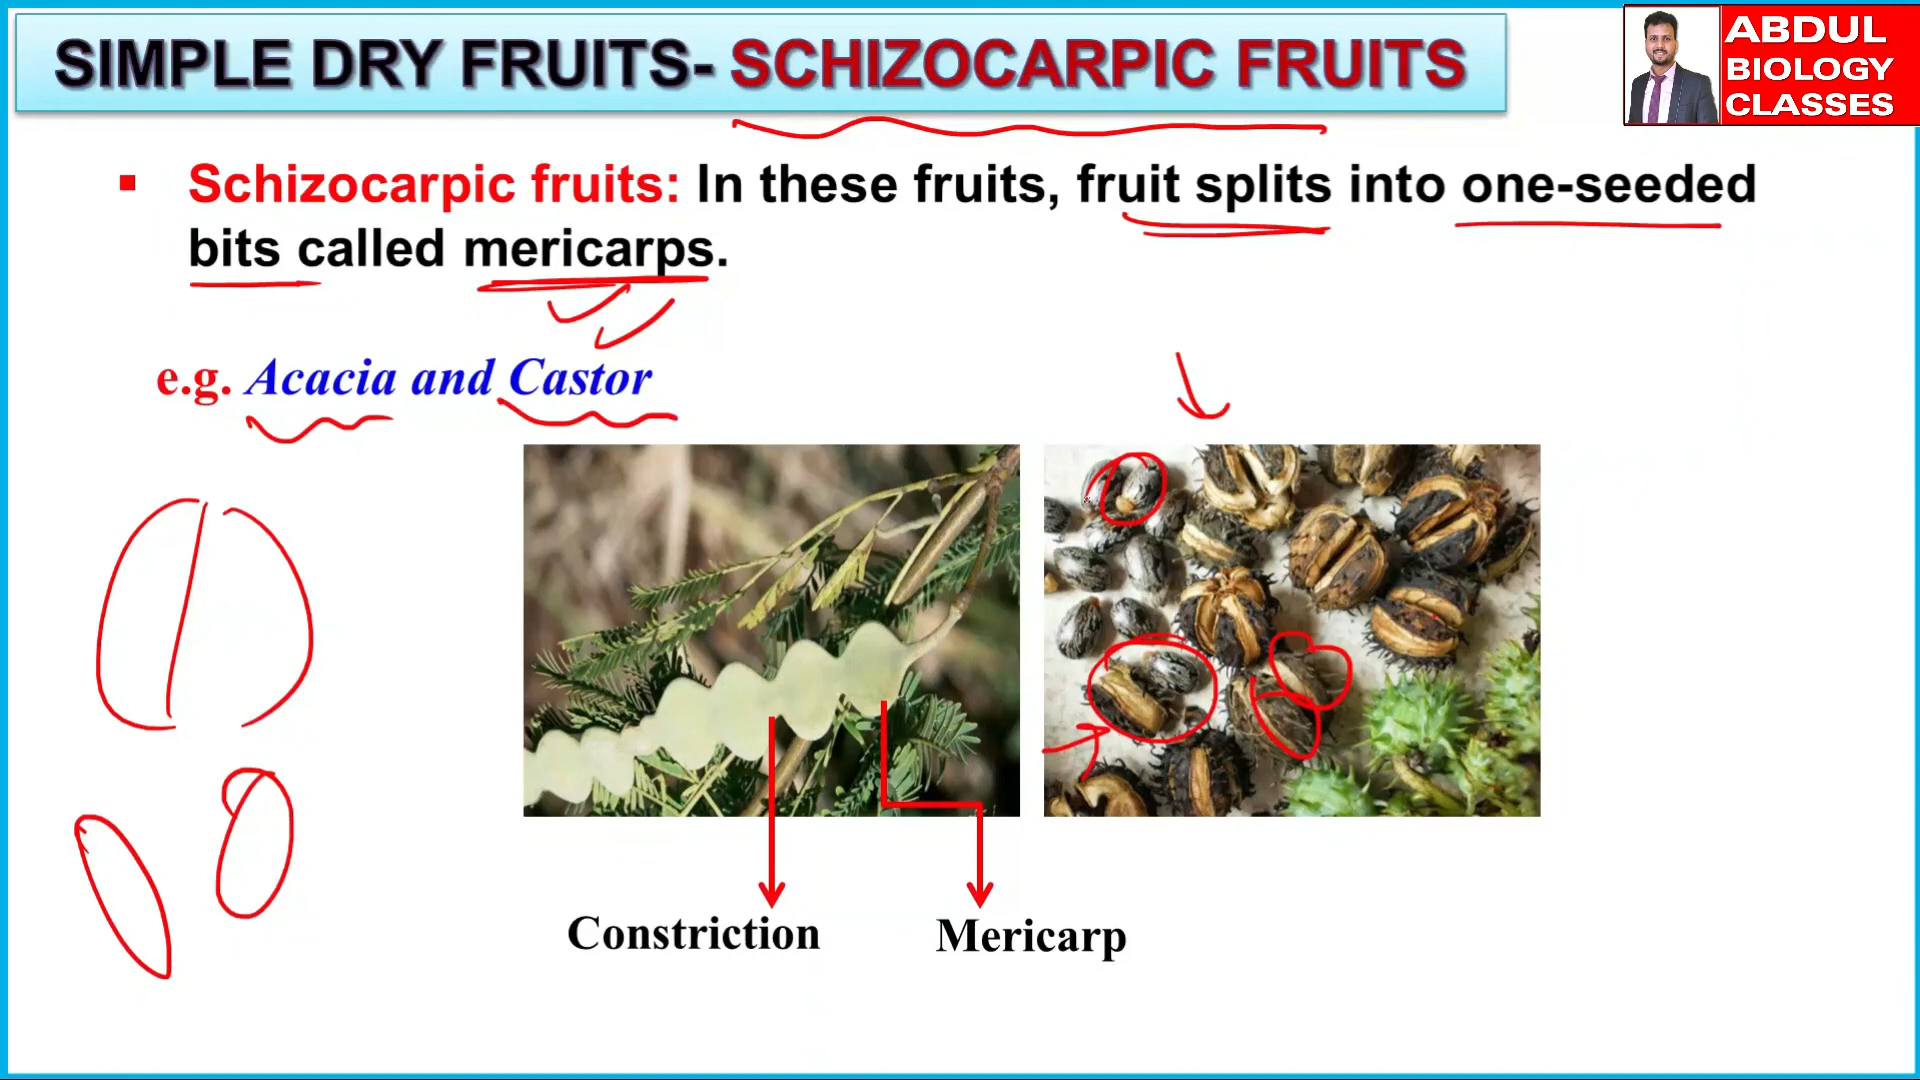 SIMPLE DRY FRUITS- SCHIZOCARPIC FRUITS
ABDUL
BIOLOGY
CLASSES
▪ Schizocarpic fruits: In these fruits, fruit splits into one-seeded
bits called mericarps.
e.g. Acacia and Castor
Constriction
Mericarp